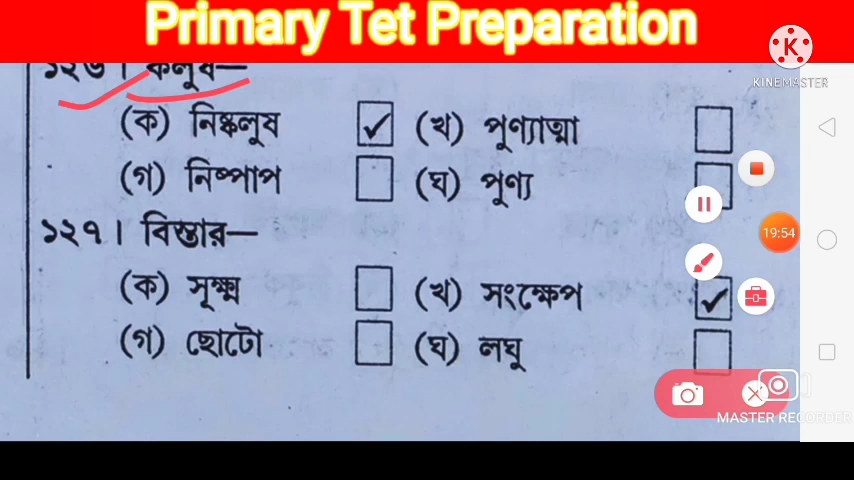 Primary Tet Preparation
KINEMASTER
১২৬। কলুষ—
(ক) নিষ্কলুষ (খ) পুণ্যাত্মা
(গ) নিষ্পাপ (ঘ) পুণ্য
১২৭। বিস্তার—
19:54
(ক) সূক্ষ্ম (খ) সংক্ষেপ
(গ) ছোটো (ঘ) লঘু
MASTER RECORDER